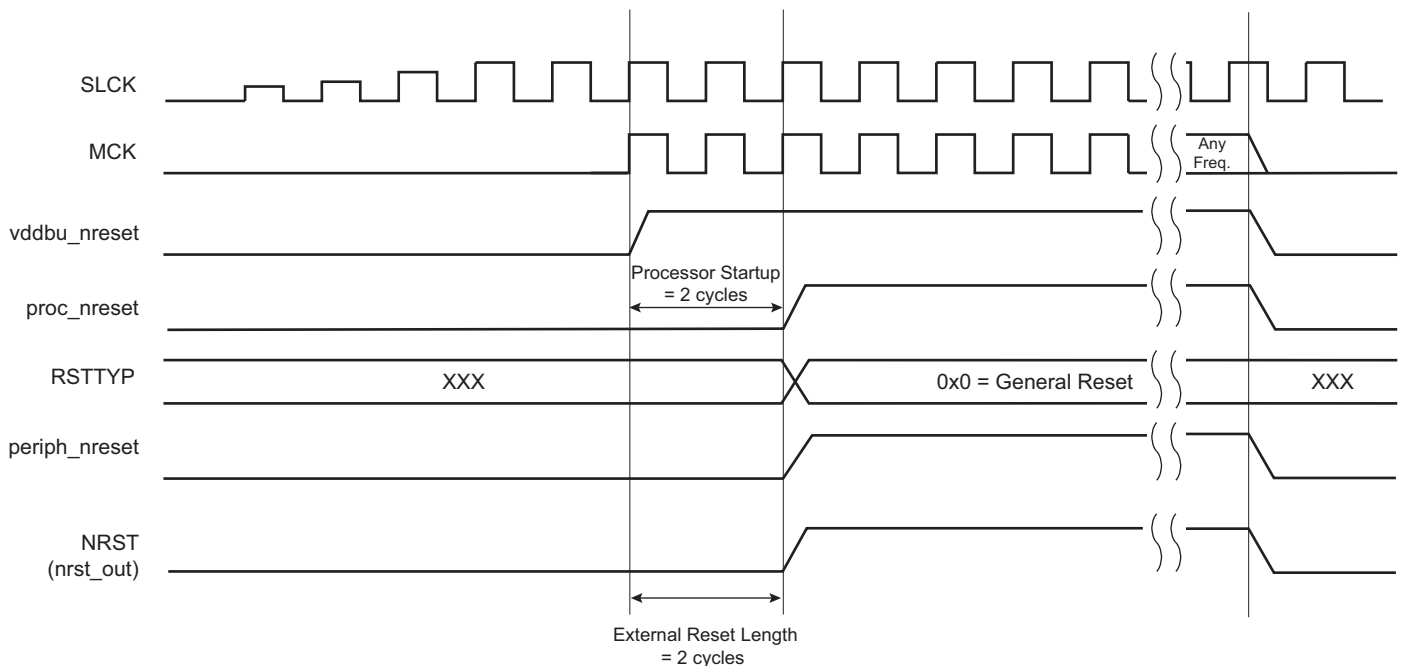 SLCK
MCK
Any
Freq.
vddbu_nreset
Processor Startup
= 2 cycles
proc_nreset
RSTTYP
XXX
0x0 = General Reset
XXX
periph_nreset
NRST
(nrst_out)
External Reset Length
= 2 cycles